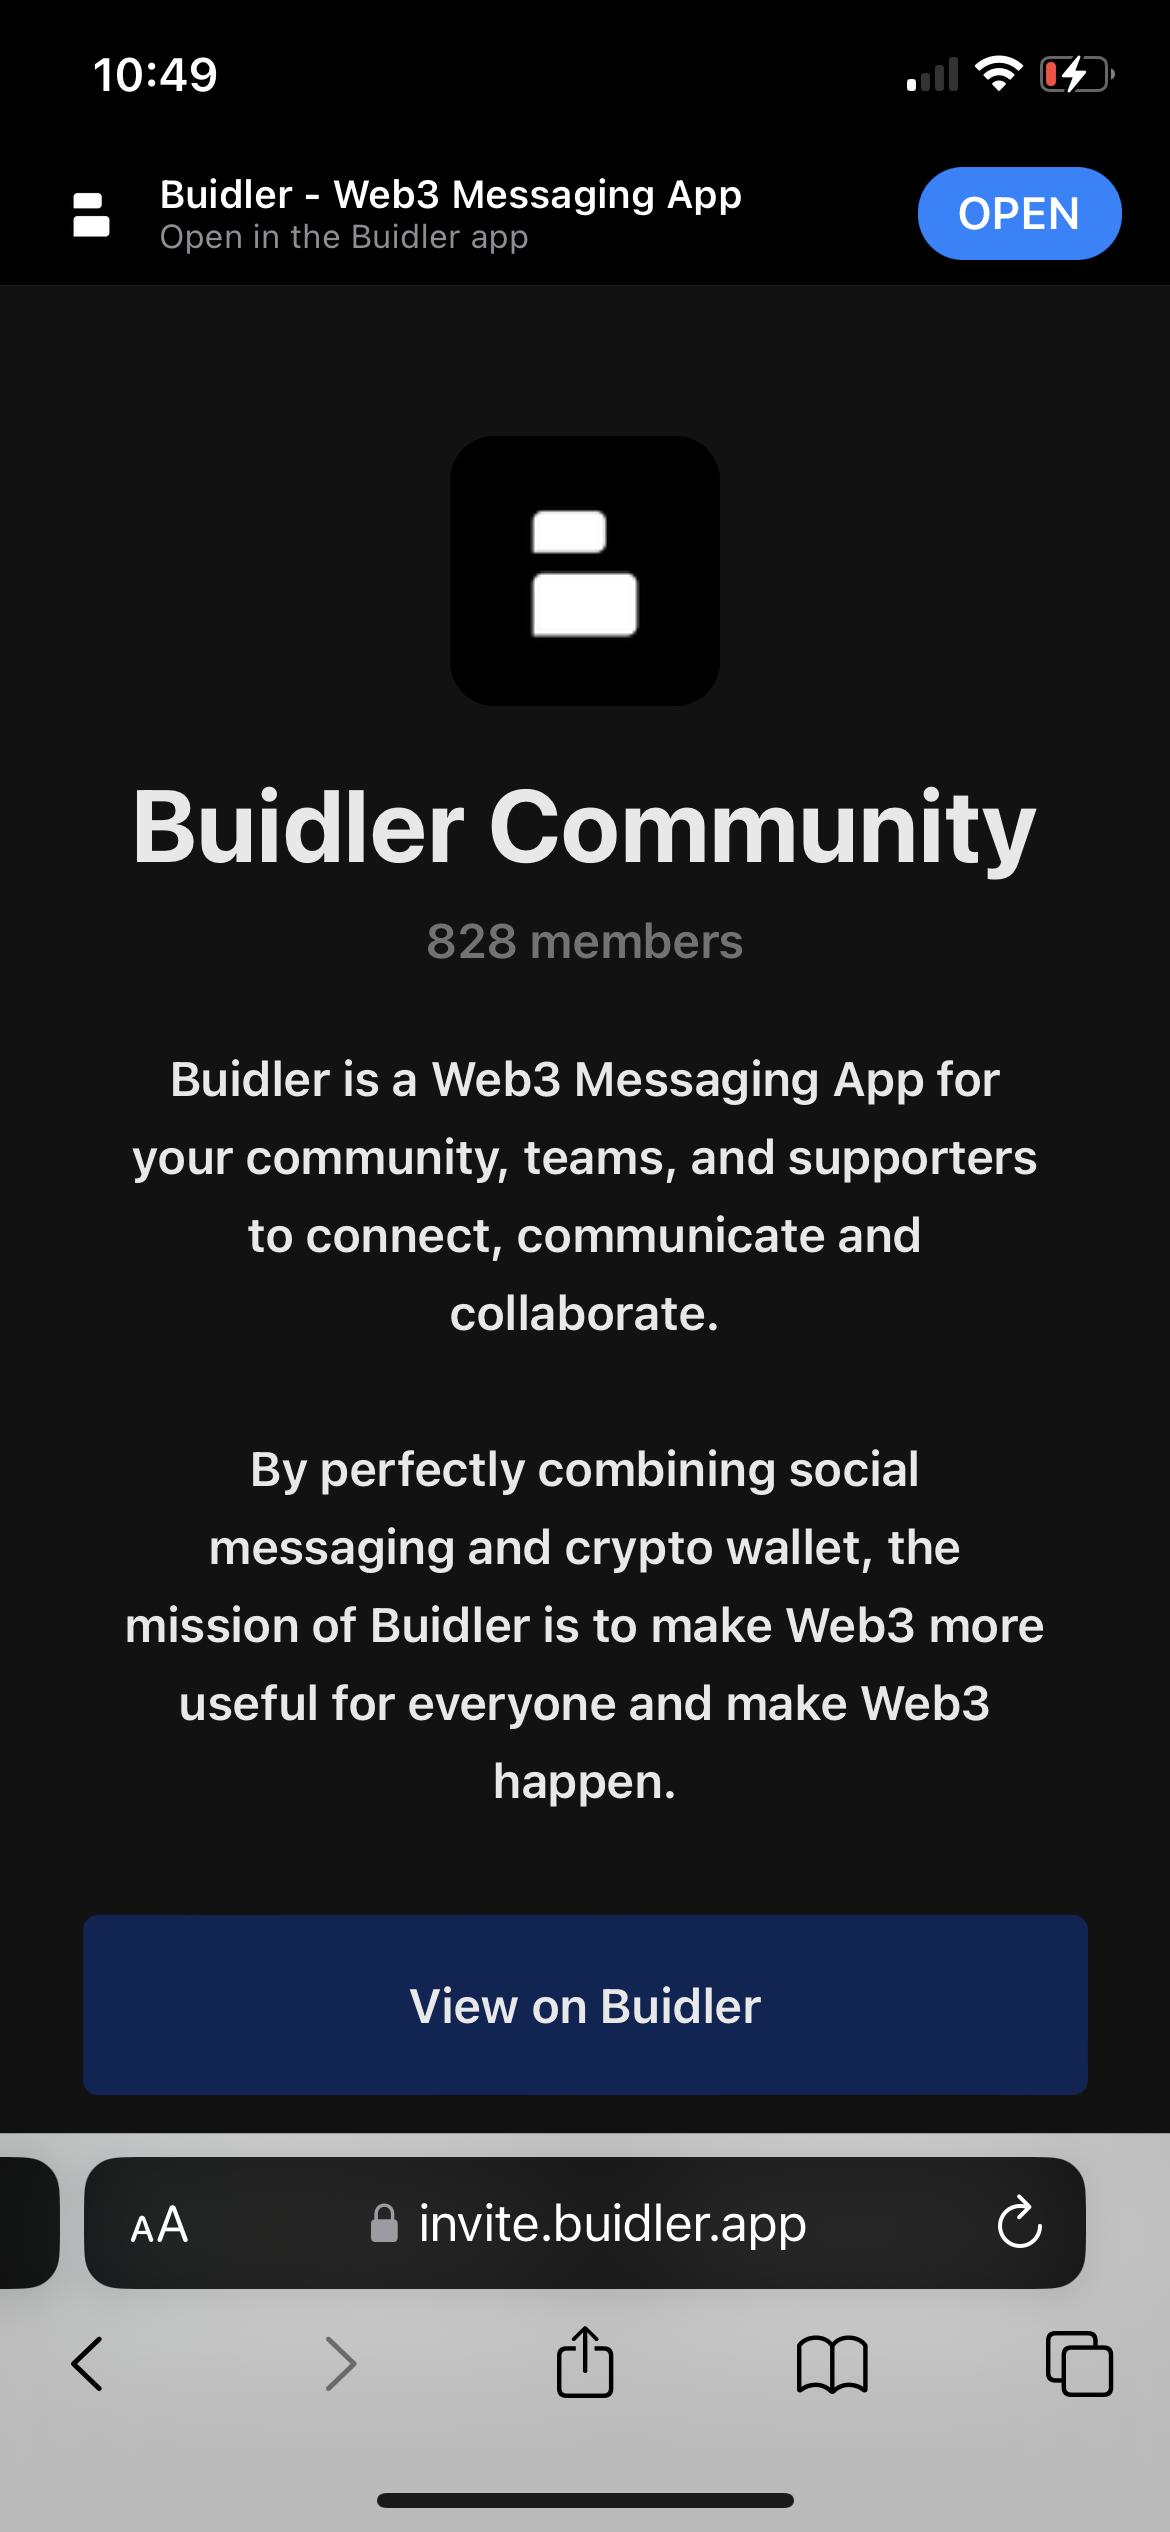 10:49
Buidler - Web3 Messaging App
Open in the Buidler app
OPEN
Buidler Community
828 members
Buidler is a Web3 Messaging App for
your community, teams, and supporters
to connect, communicate and
collaborate.
By perfectly combining social
messaging and crypto wallet, the
mission of Buidler is to make Web3 more
useful for everyone and make Web3
happen.
View on Buidler
AA invite.buidler.app